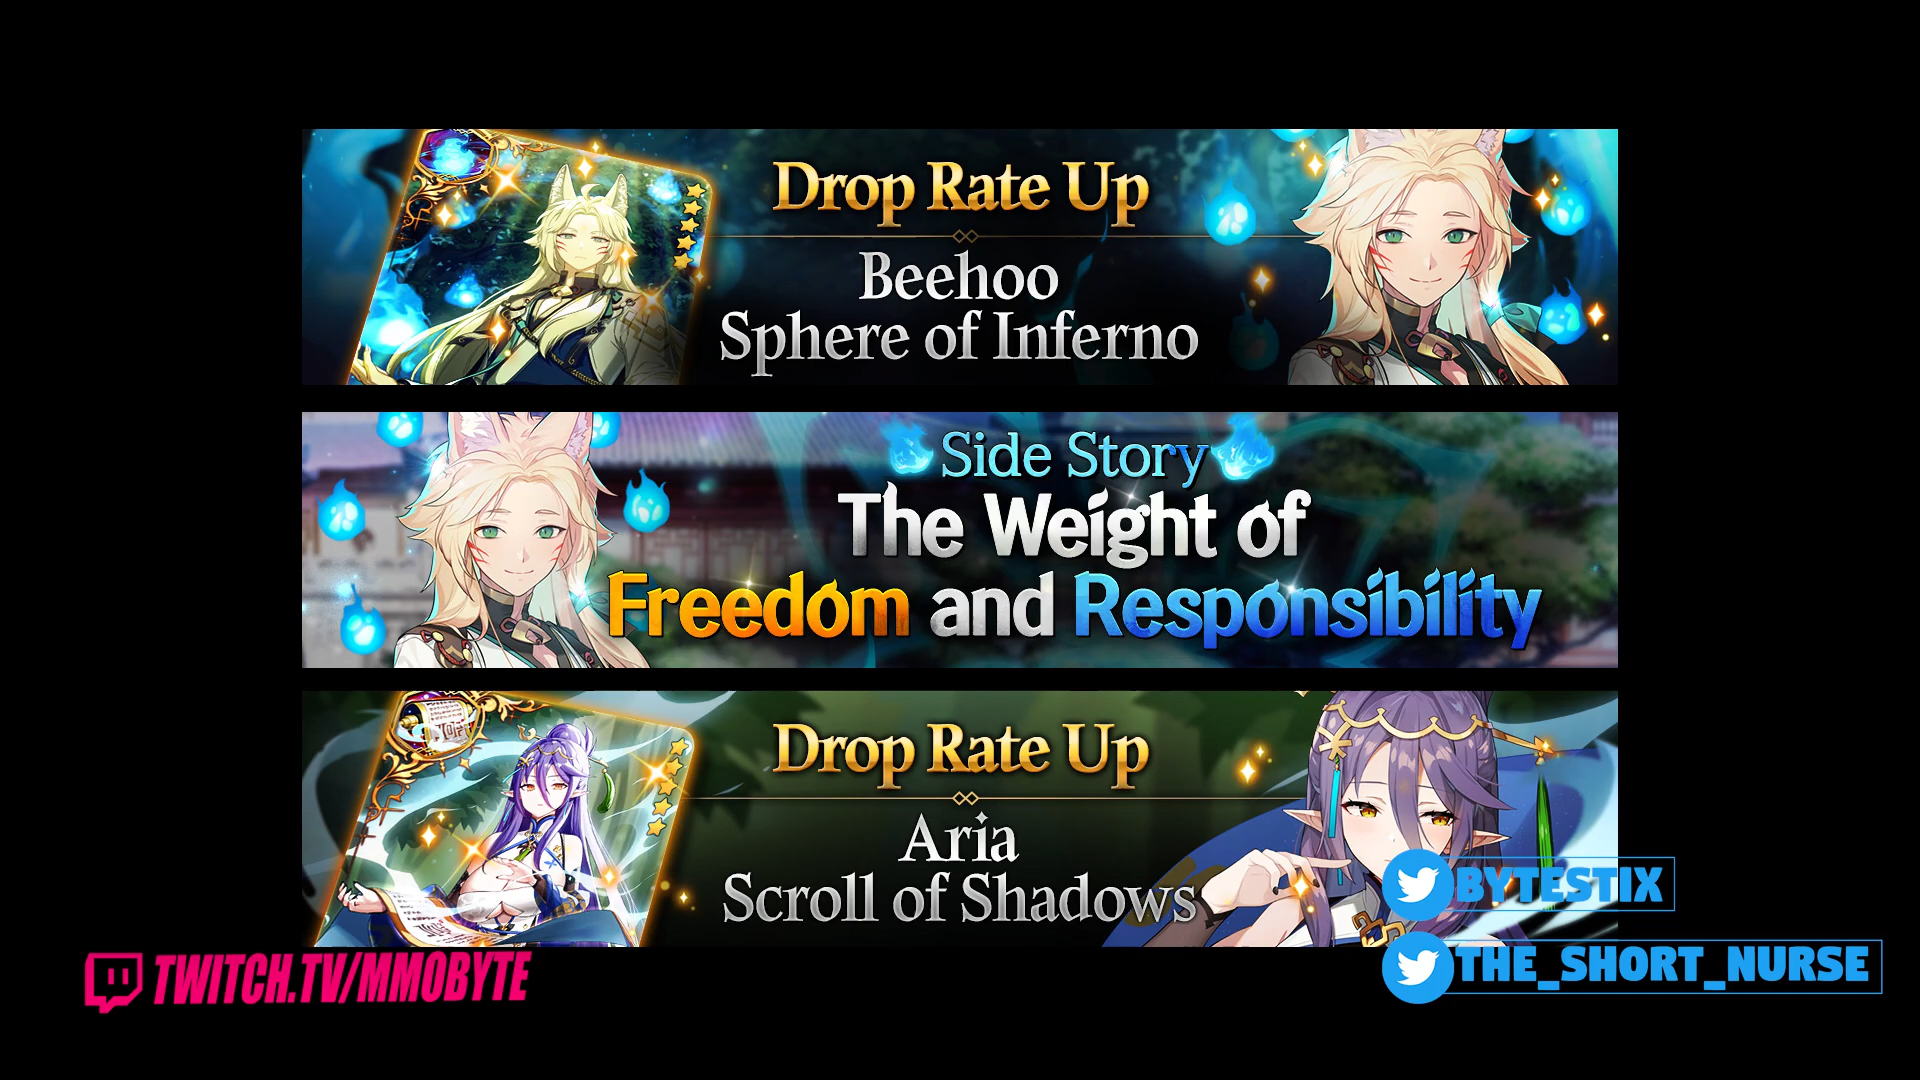 Drop Rate Up
Beehoo
Sphere of Inferno
Side Story
The Weight of
Freedom and Responsibility
Drop Rate Up
Aria
Scroll of Shadows
BYTESTIX
TWITCH.TV/MMOBYTE
THE_SHORT_NURSE